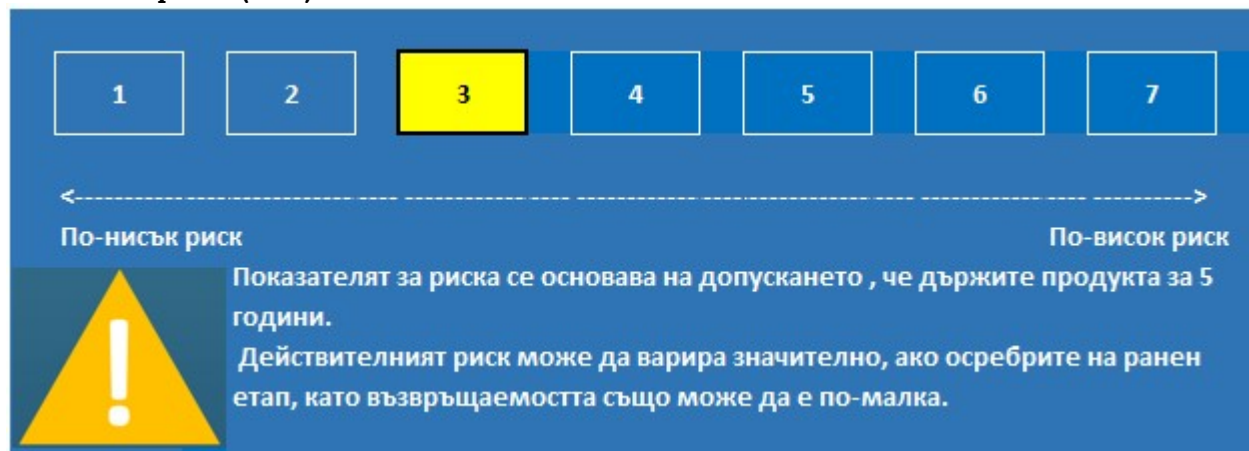 1 2 3 4 5 6 7
<-------------------------------- ---- ----------------- ---- ----------------------------------- ---- ----------------- ---- ---------->
По-нисък риск По-висок риск
Показателят за риска се основава на допускането , че държите продукта за 5
години.
Действителният риск може да варира значително, ако осребрите на ранен
етап, като възвръщаемостта също може да е по-малка.